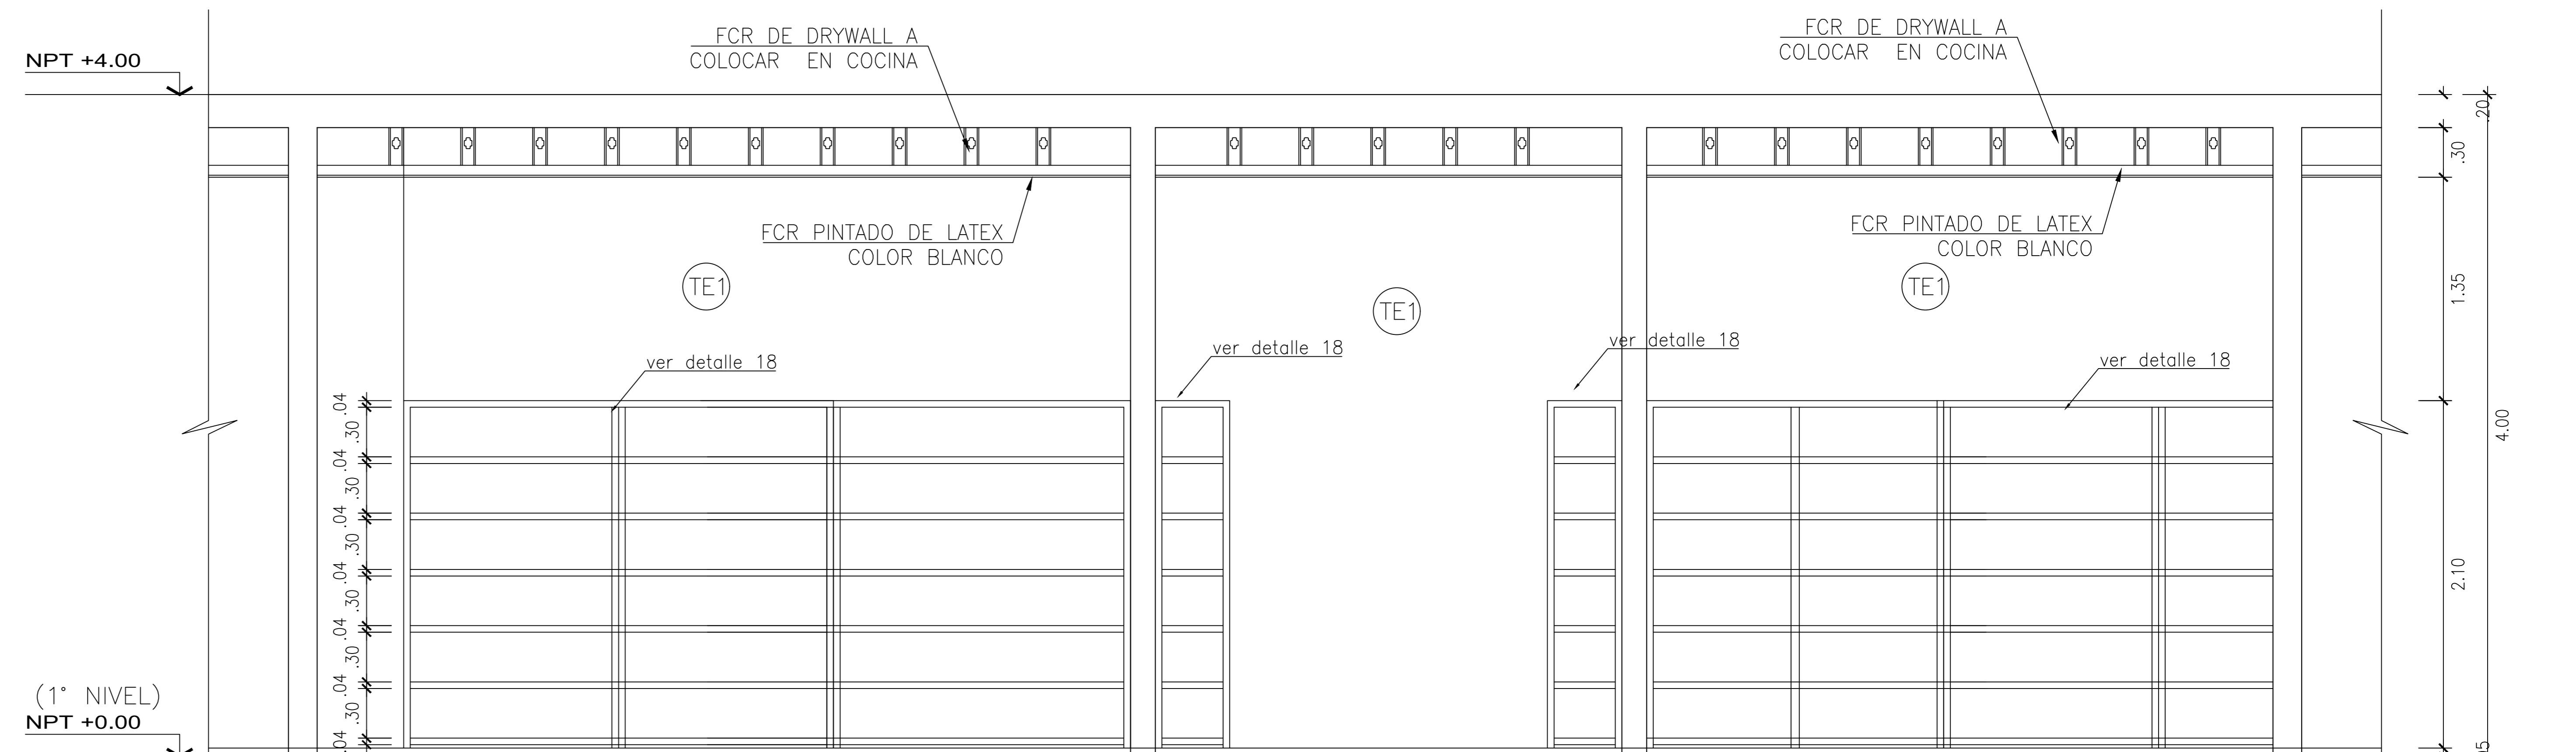 FCR DE DRYWALL A
COLOCAR EN COCINA
FCR DE DRYWALL A
COLOCAR EN COCINA
NPT +4.00
.20
.30
FCR PINTADO DE LATEX
COLOR BLANCO
FCR PINTADO DE LATEX
COLOR BLANCO
TE1
TE1
TE1
1.35
ver detalle 18
ver detalle 18
ver detalle 18
ver detalle 18
.04
.30
.04
.30
.04
.30
.04
.30
.04
.30
.04
.30
.04
4.00
2.10
(1° NIVEL)
NPT +0.00